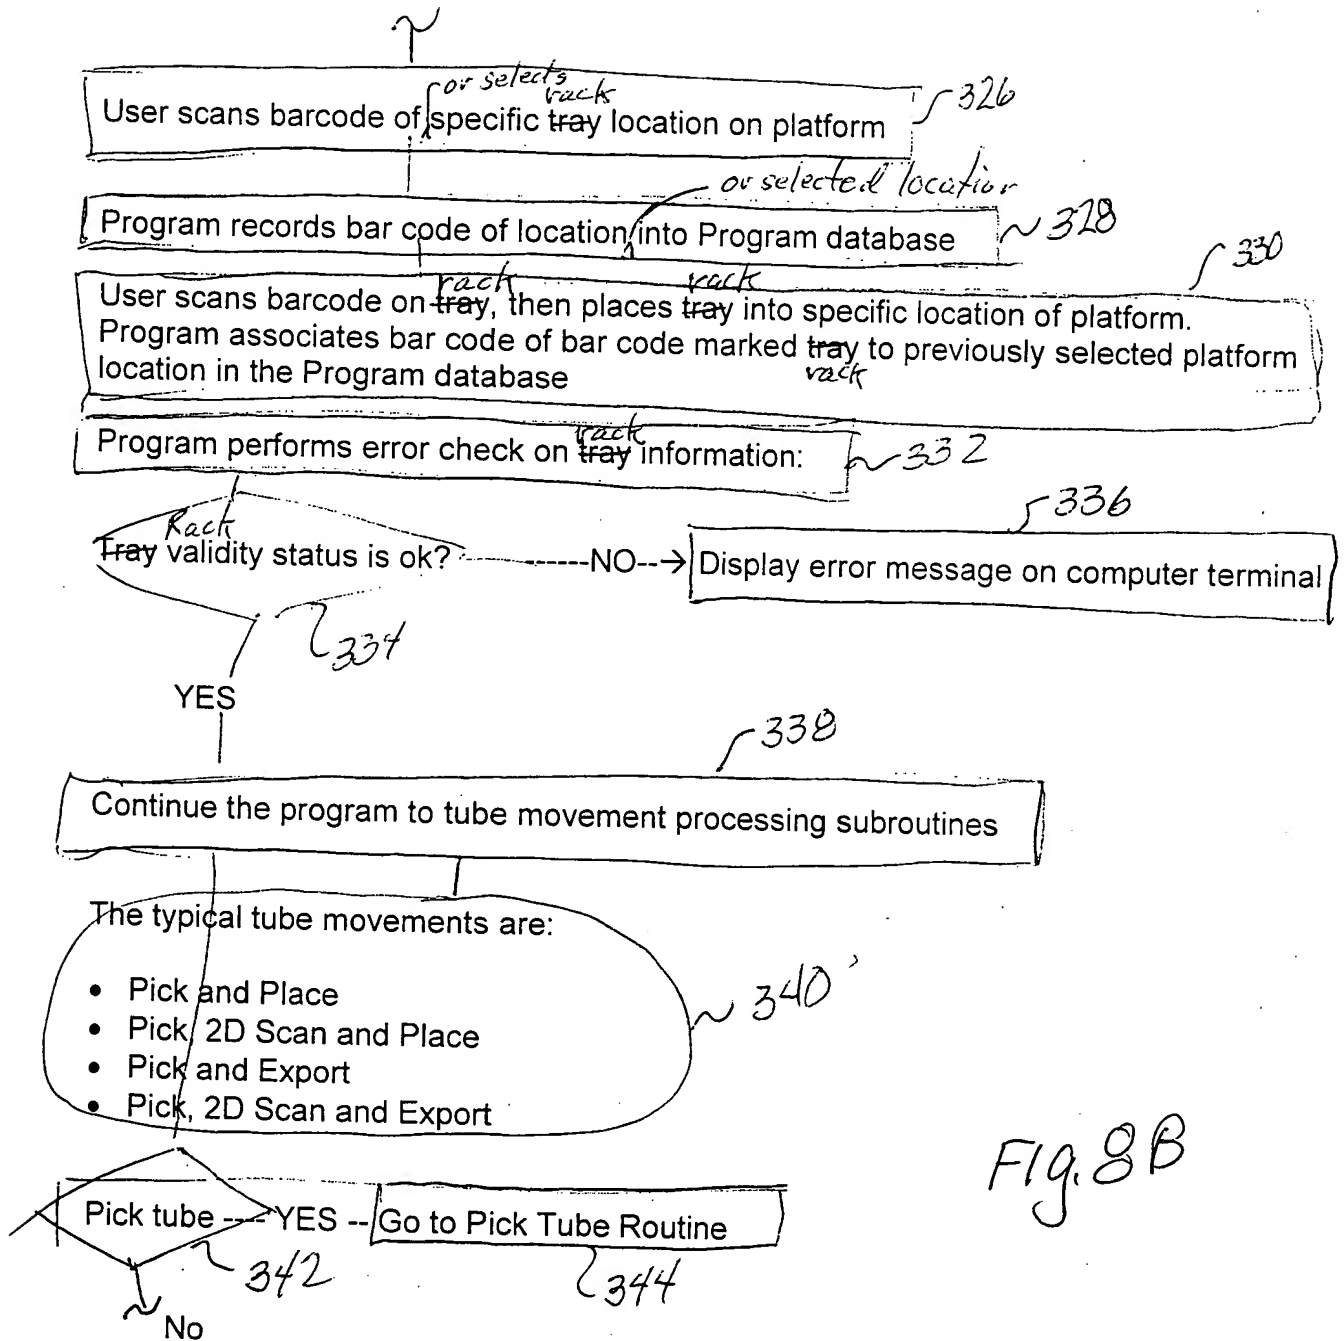 or selects
rack
User scans barcode of specific tray location on platform
326
or selected location
Program records bar code of location into Program database
328
330
rack rack
User scans barcode on tray, then places tray into specific location of platform.
Program associates bar code of bar code marked tray to previously selected platform
rack
location in the Program database
rack
Program performs error check on tray information:
332
336
Rack
Tray validity status is ok? -------NO--→ Display error message on computer terminal
334
YES
338
Continue the program to tube movement processing subroutines
The typical tube movements are:
• Pick and Place
• Pick, 2D Scan and Place
• Pick and Export
• Pick, 2D Scan and Export
340
Fig. 8B
Pick tube ---- YES -- Go to Pick Tube Routine
342
344
No